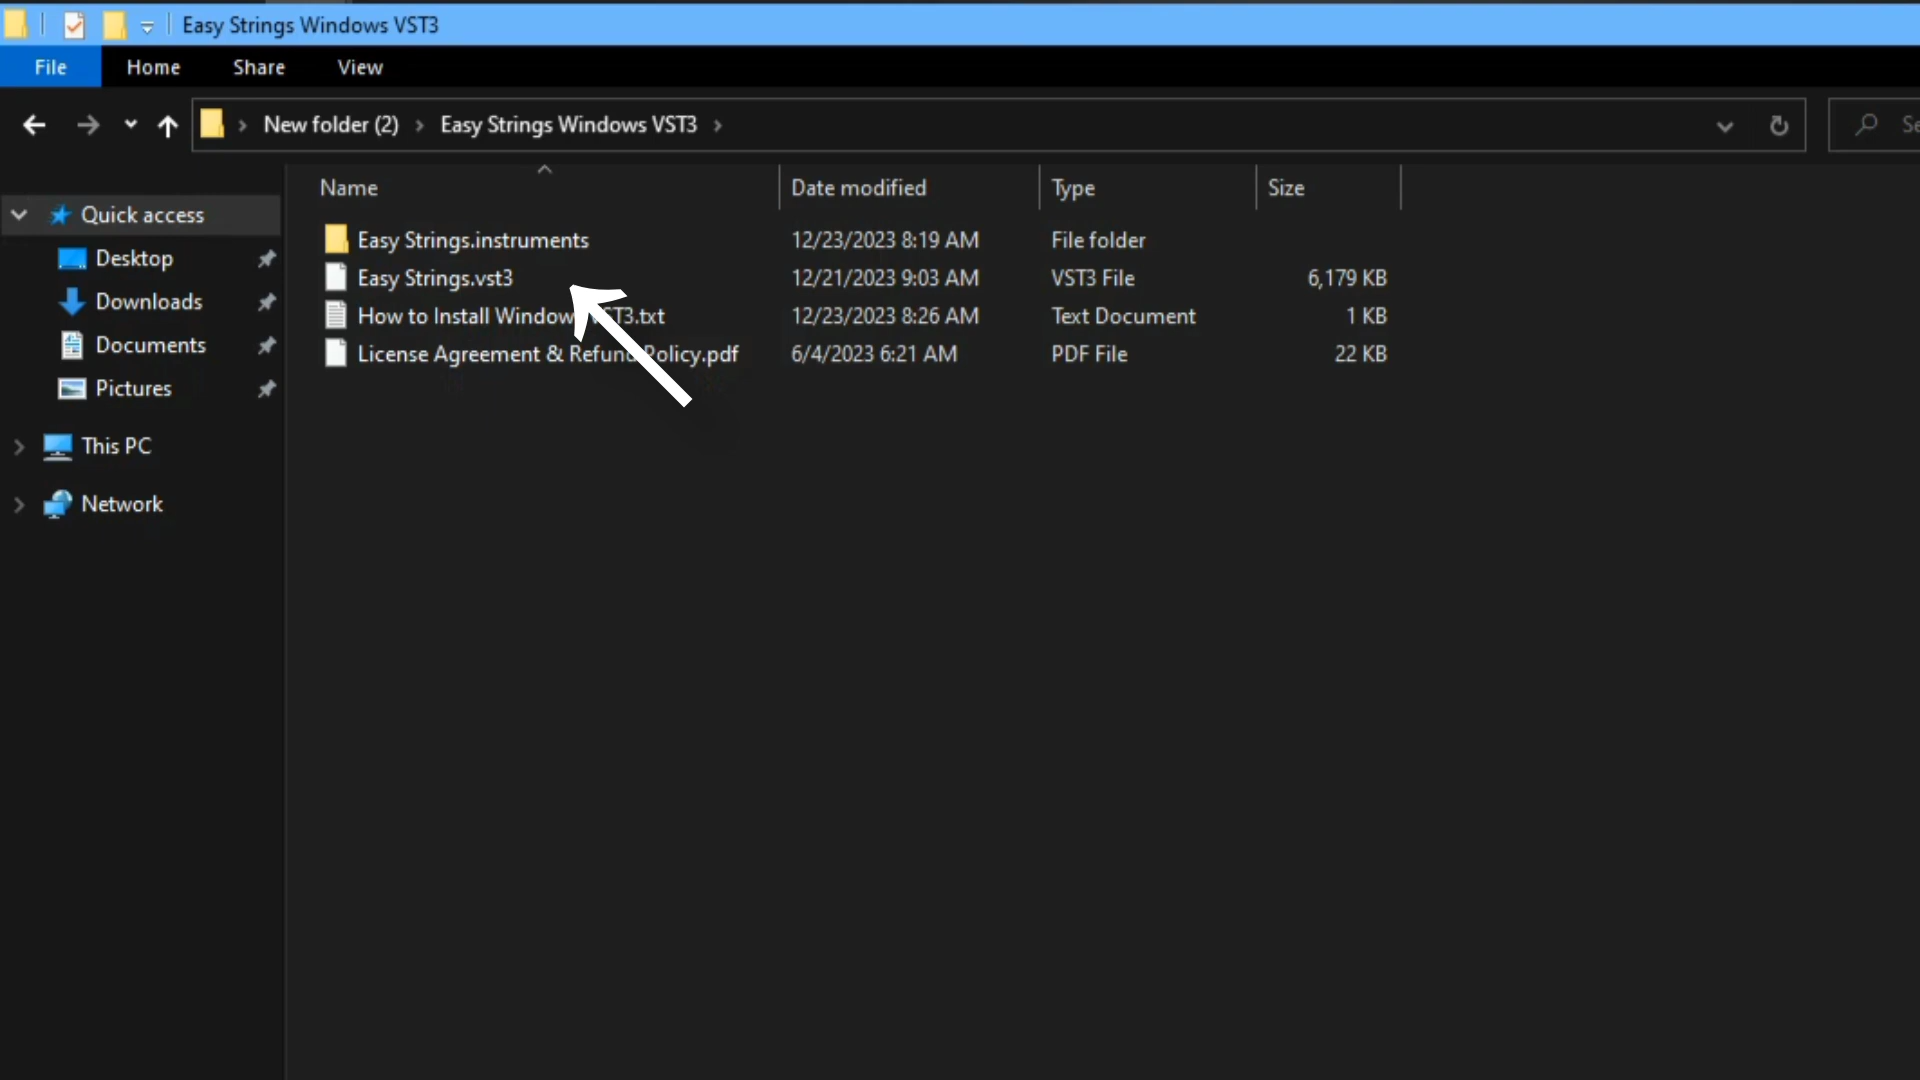 Easy Strings Windows VST3
File Home Share View
New folder (2) Easy Strings Windows VST3
Name Date modified Type Size
Quick access
Desktop
Downloads
Documents
Pictures
This PC
Network
Easy Strings.instruments 12/23/2023 8:19 AM File folder
Easy Strings.vst3 12/21/2023 9:03 AM VST3 File 6,179 KB
How to Install Windows VST3.txt 12/23/2023 8:26 AM Text Document 1 KB
License Agreement & Refund Policy.pdf 6/4/2023 6:21 AM PDF File 22 KB